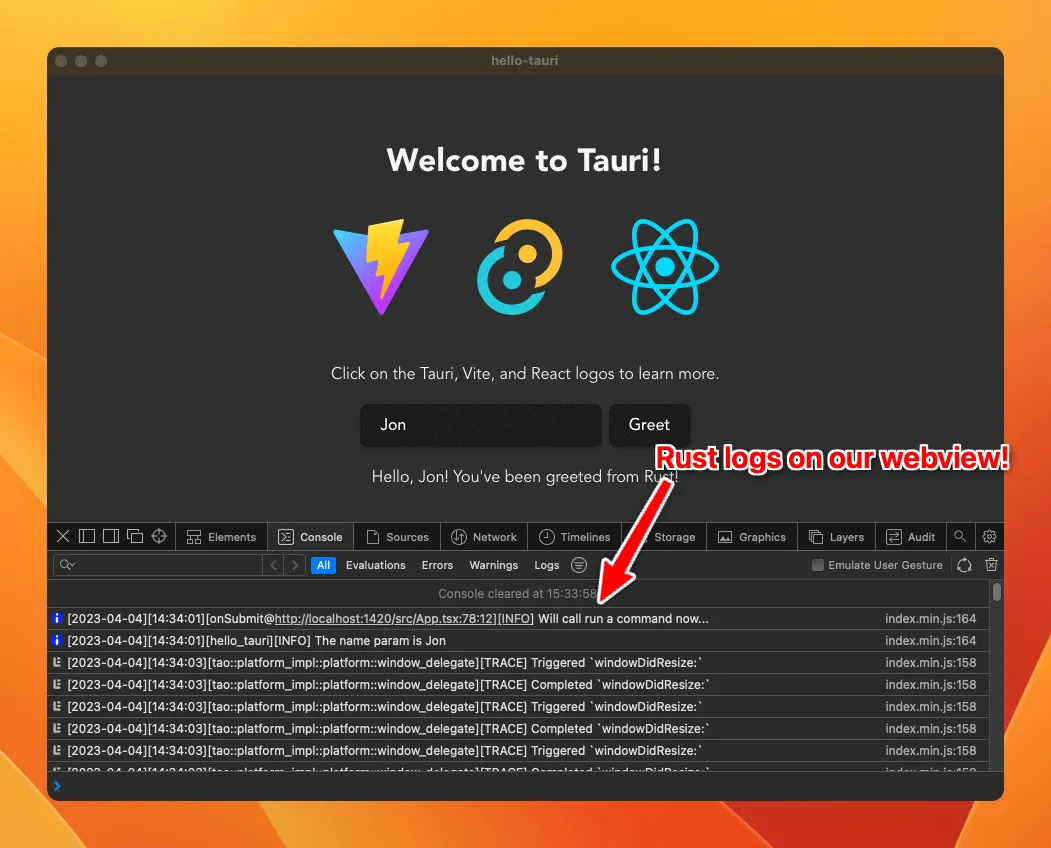 hello-tauri
Welcome to Tauri!
Click on the Tauri, Vite, and React logos to learn more.
Jon
Greet
Rust logs on our webview!
Hello, Jon! You've been greeted from Rust!
Elements Console Sources Network Timelines Storage Graphics Layers Audit
All Evaluations Errors Warnings Logs Emulate User Gesture
Console cleared at 15:33:58
[2023-04-04][14:34:01][onSubmit@http://localhost:1420/src/App.tsx:78:12][INFO] Will call run a command now... index.min.js:164
[2023-04-04][14:34:01][hello_tauri][INFO] The name param is Jon index.min.js:164
[2023-04-04][14:34:03][tao::platform_impl::platform::window_delegate][TRACE] Triggered `windowDidResize:` index.min.js:158
[2023-04-04][14:34:03][tao::platform_impl::platform::window_delegate][TRACE] Completed `windowDidResize:` index.min.js:158
[2023-04-04][14:34:03][tao::platform_impl::platform::window_delegate][TRACE] Triggered `windowDidResize:` index.min.js:158
[2023-04-04][14:34:03][tao::platform_impl::platform::window_delegate][TRACE] Completed `windowDidResize:` index.min.js:158
[2023-04-04][14:34:03][tao::platform_impl::platform::window_delegate][TRACE] Triggered `windowDidResize:` index.min.js:158